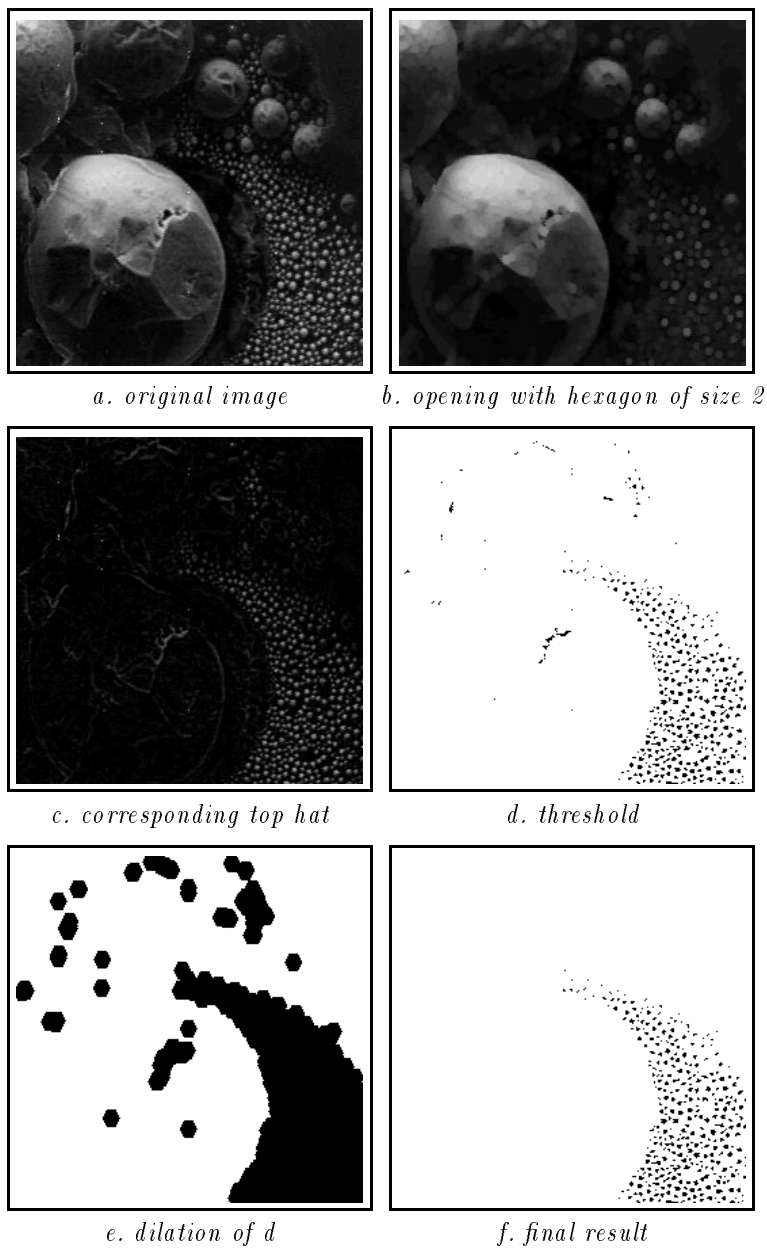 a. original image
b. opening with hexagon of size 2
c. corresponding top hat
d. threshold
e. dilation of d
f. final result